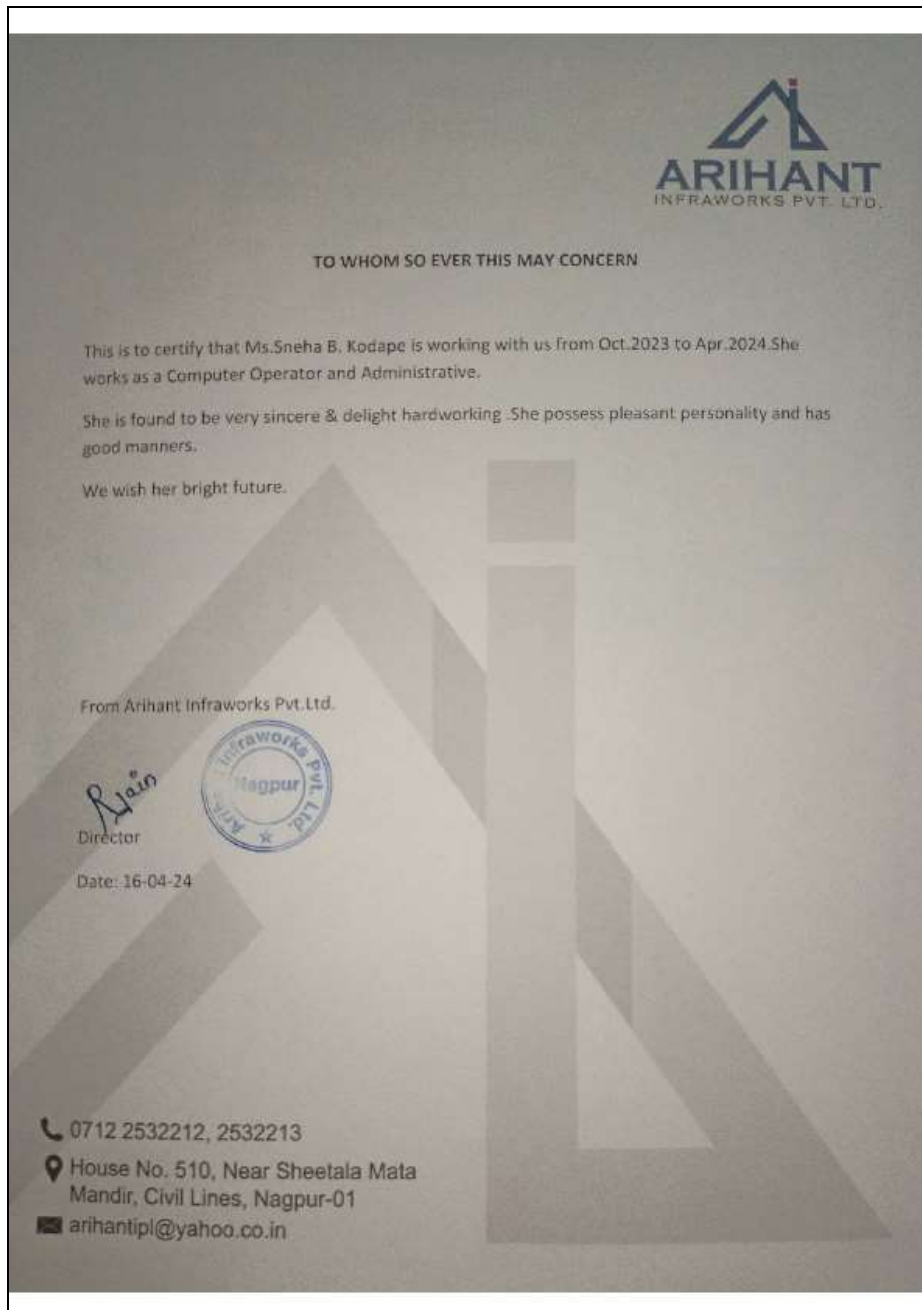 ARIHANT
INFRAWORKS PVT. LTD.
TO WHOM SO EVER THIS MAY CONCERN
This is to certify that Ms.Sneha B. Kodape is working with us from Oct.2023 to Apr.2024.She
works as a Computer Operator and Administrative.
She is found to be very sincere & delight hardworking .She possess pleasant personality and has
good manners.
We wish her bright future.
From Arihant Infraworks Pvt.Ltd.
Infraworks Pvt. Ltd.
Nagpur
RJain
Director
Date: 16-04-24
0712 2532212, 2532213
House No. 510, Near Sheetala Mata
Mandir, Civil Lines, Nagpur-01
arihantipl@yahoo.co.in